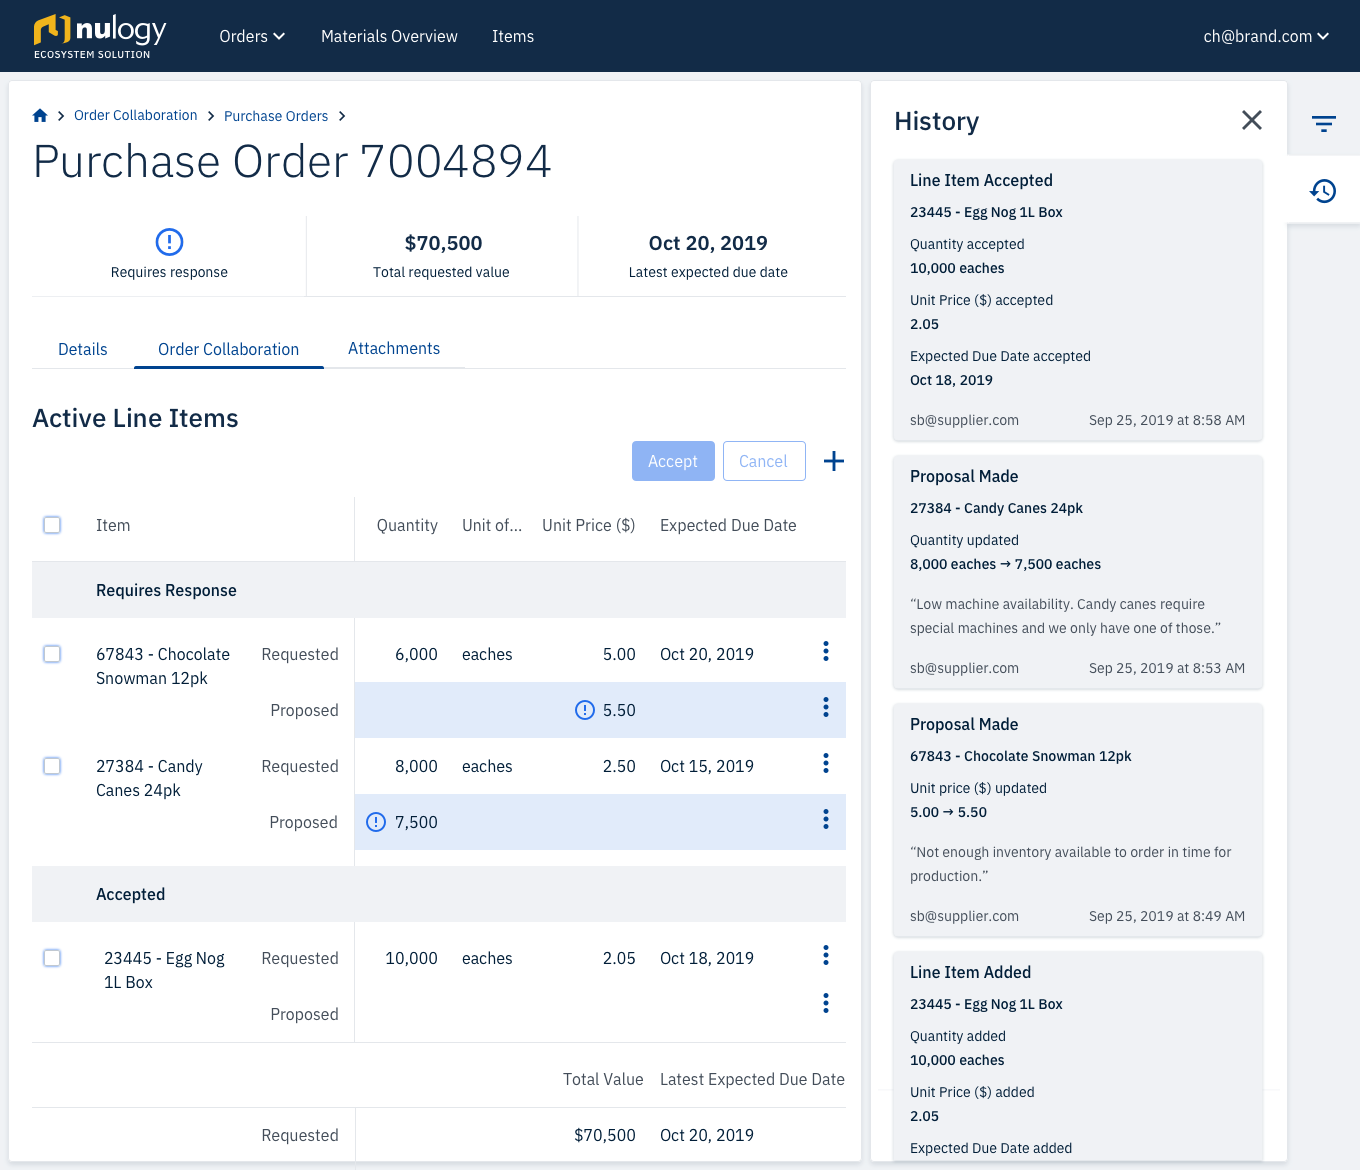 nulogy
ECOSYSTEM SOLUTION
Orders
Materials Overview
Items
ch@brand.com
Order Collaboration
Purchase Orders
Purchase Order 7004894
Requires response
$70,500
Total requested value
Oct 20, 2019
Latest expected due date
Details
Order Collaboration
Attachments
Active Line Items
Accept
Cancel
Item
Quantity
Unit of...
Unit Price ($)
Expected Due Date
Requires Response
67843 - Chocolate
Snowman 12pk
Requested
6,000
eaches
5.00
Oct 20, 2019
Proposed
5.50
27384 - Candy
Canes 24pk
Requested
8,000
eaches
2.50
Oct 15, 2019
Proposed
7,500
Accepted
23445 - Egg Nog
1L Box
Requested
10,000
eaches
2.05
Oct 18, 2019
Proposed
Total Value
Latest Expected Due Date
Requested
$70,500
Oct 20, 2019
History
Line Item Accepted
23445 - Egg Nog 1L Box
Quantity accepted
10,000 eaches
Unit Price ($) accepted
2.05
Expected Due Date accepted
Oct 18, 2019
sb@supplier.com
Sep 25, 2019 at 8:58 AM
Proposal Made
27384 - Candy Canes 24pk
Quantity updated
8,000 eaches → 7,500 eaches
“Low machine availability. Candy canes require
special machines and we only have one of those.”
sb@supplier.com
Sep 25, 2019 at 8:53 AM
Proposal Made
67843 - Chocolate Snowman 12pk
Unit price ($) updated
5.00 → 5.50
“Not enough inventory available to order in time for
production.”
sb@supplier.com
Sep 25, 2019 at 8:49 AM
Line Item Added
23445 - Egg Nog 1L Box
Quantity added
10,000 eaches
Unit Price ($) added
2.05
Expected Due Date added